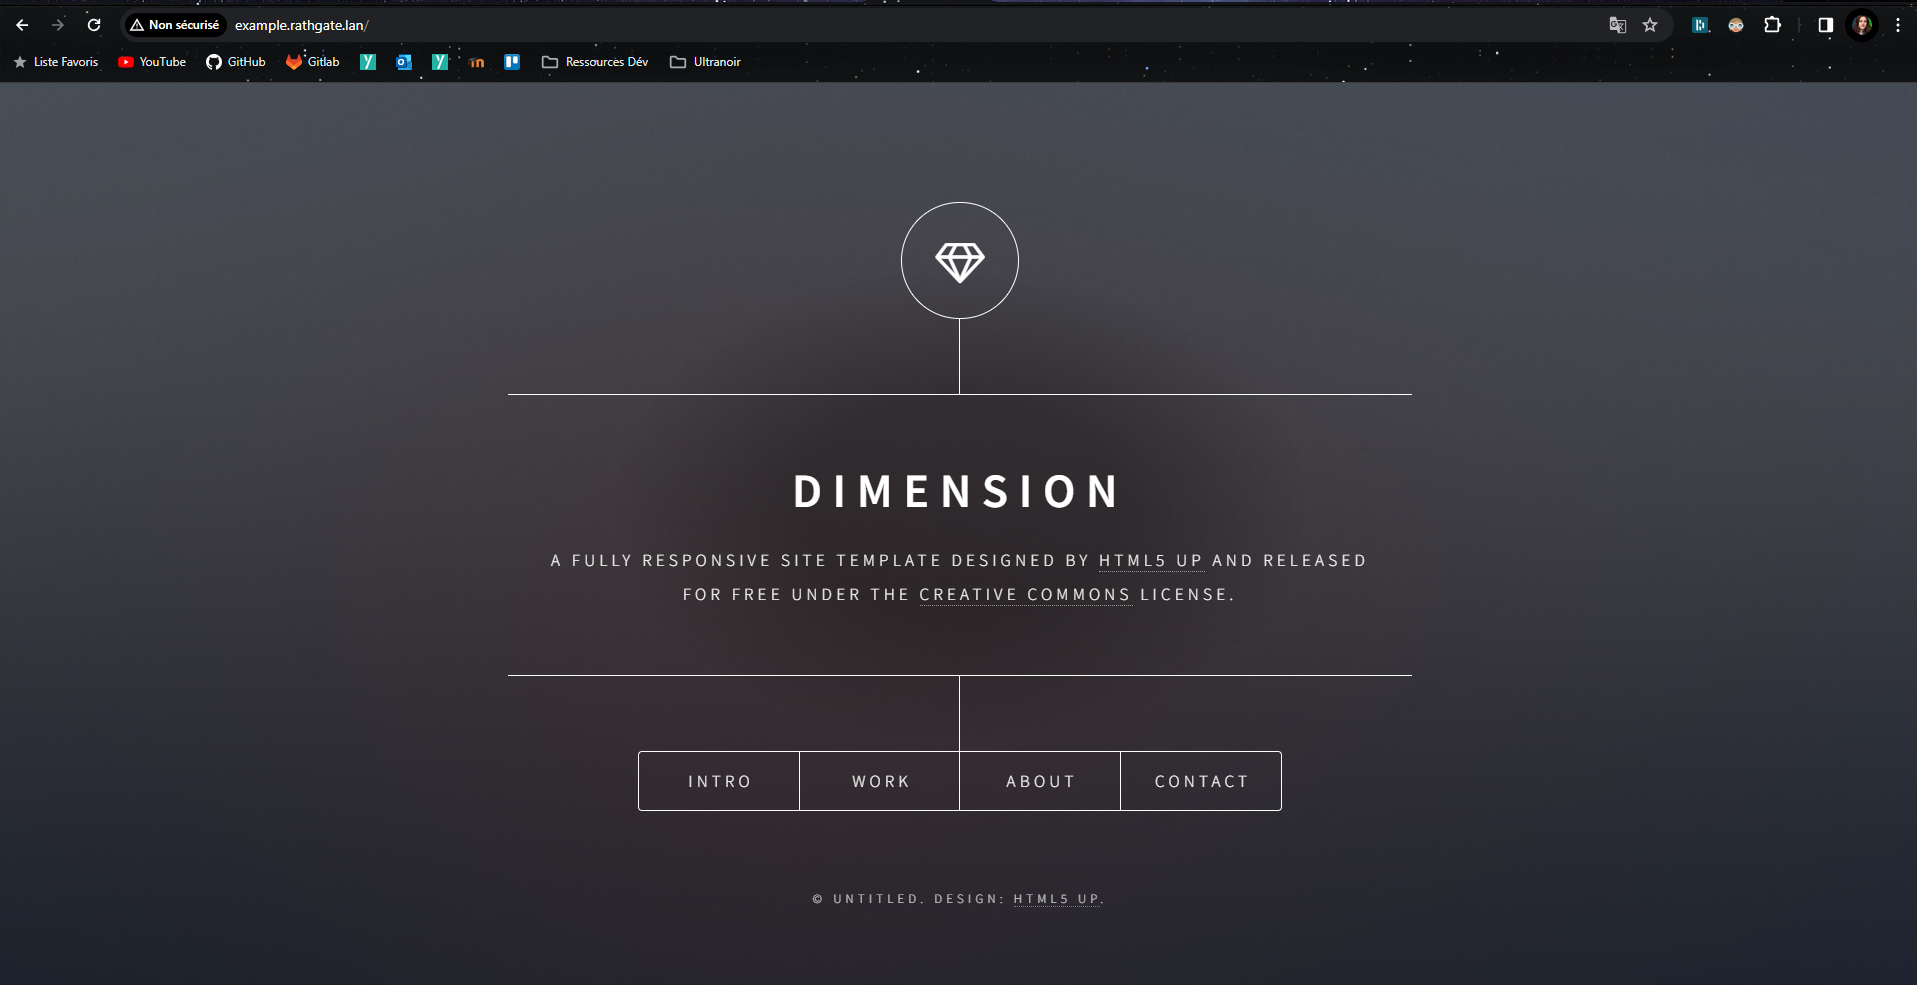 Non sécurisé example.rathgate.lan/
Liste Favoris YouTube GitHub Gitlab Ressources Dév Ultranoir
DIMENSION
A FULLY RESPONSIVE SITE TEMPLATE DESIGNED BY HTML5 UP AND RELEASED
FOR FREE UNDER THE CREATIVE COMMONS LICENSE.
INTRO WORK ABOUT CONTACT
© UNTITLED. DESIGN: HTML5 UP.